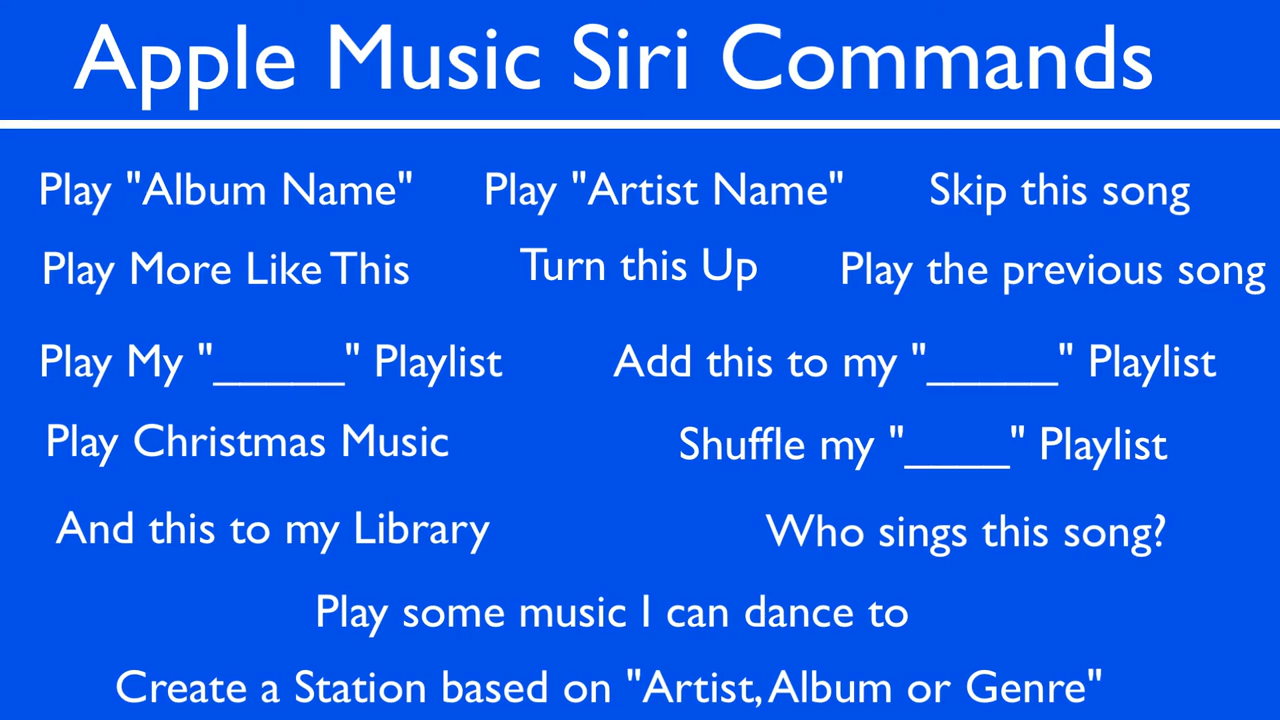 Apple Music Siri Commands
Play "Album Name" Play "Artist Name" Skip this song
Play More Like This Turn this Up Play the previous song
Play My "_____" Playlist Add this to my "_____" Playlist
Play Christmas Music Shuffle my "____" Playlist
And this to my Library Who sings this song?
Play some music I can dance to
Create a Station based on "Artist, Album or Genre"